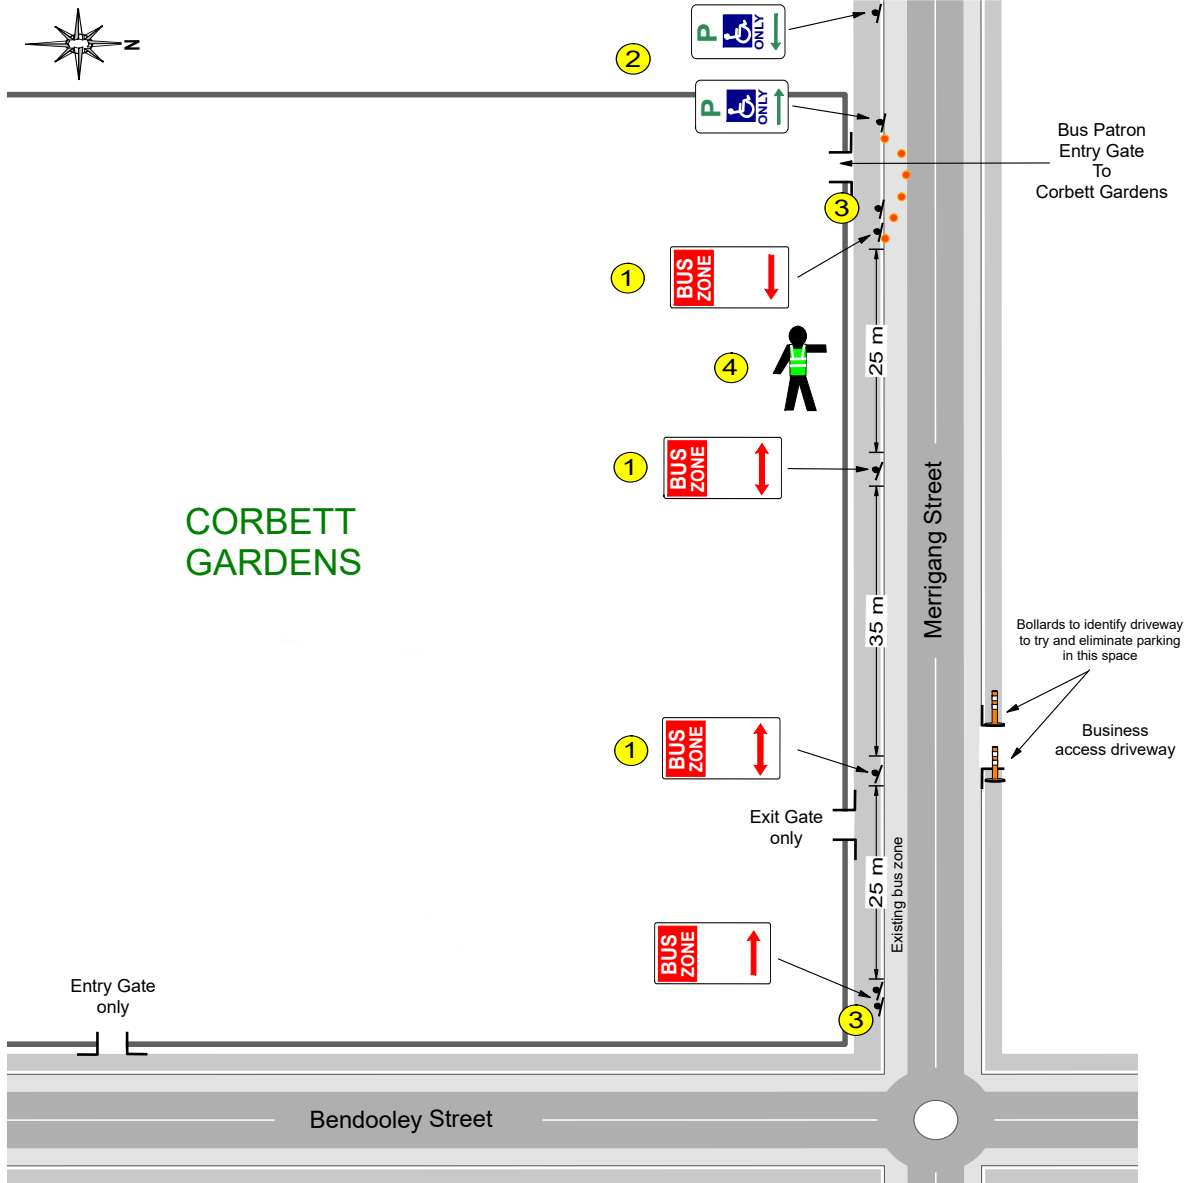 N
P
ONLY
2
P
ONLY
Bus Patron
Entry Gate
To
Corbett Gardens
3
1
BUS
ZONE
25 m
4
1
BUS
ZONE
CORBETT
GARDENS
Merrigang Street
35 m
Bollards to identify driveway
to try and eliminate parking
in this space
1
BUS
ZONE
Business
access driveway
Exit Gate
only
25 m
Existing bus zone
BUS
ZONE
Entry Gate
only
3
Bendooley Street